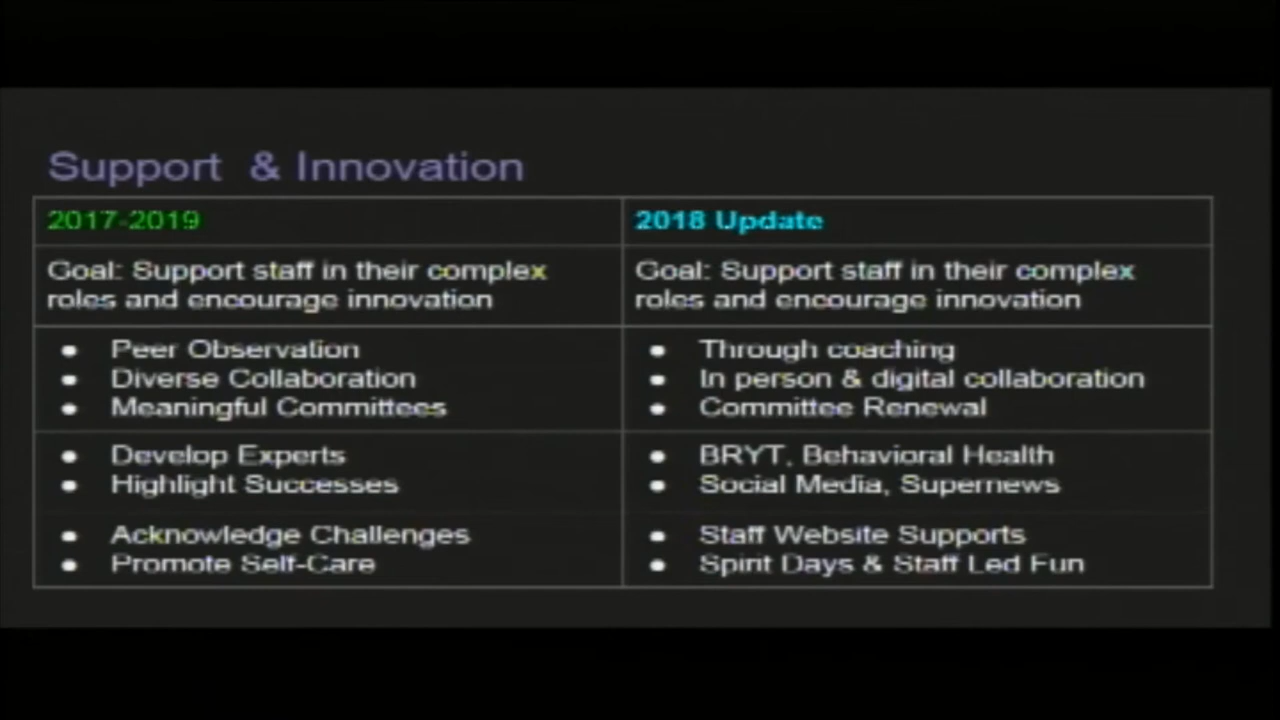 Support & Innovation
2017-2019
2018 Update
Goal: Support staff in their complex
roles and encourage innovation
Goal: Support staff in their complex
roles and encourage innovation
● Peer Observation
● Diverse Collaboration
● Meaningful Committees
● Through coaching
● In person & digital collaboration
● Committee Renewal
● Develop Experts
● Highlight Successes
● BRYT, Behavioral Health
● Social Media, Supernews
● Acknowledge Challenges
● Promote Self-Care
● Staff Website Supports
● Spirit Days & Staff Led Fun